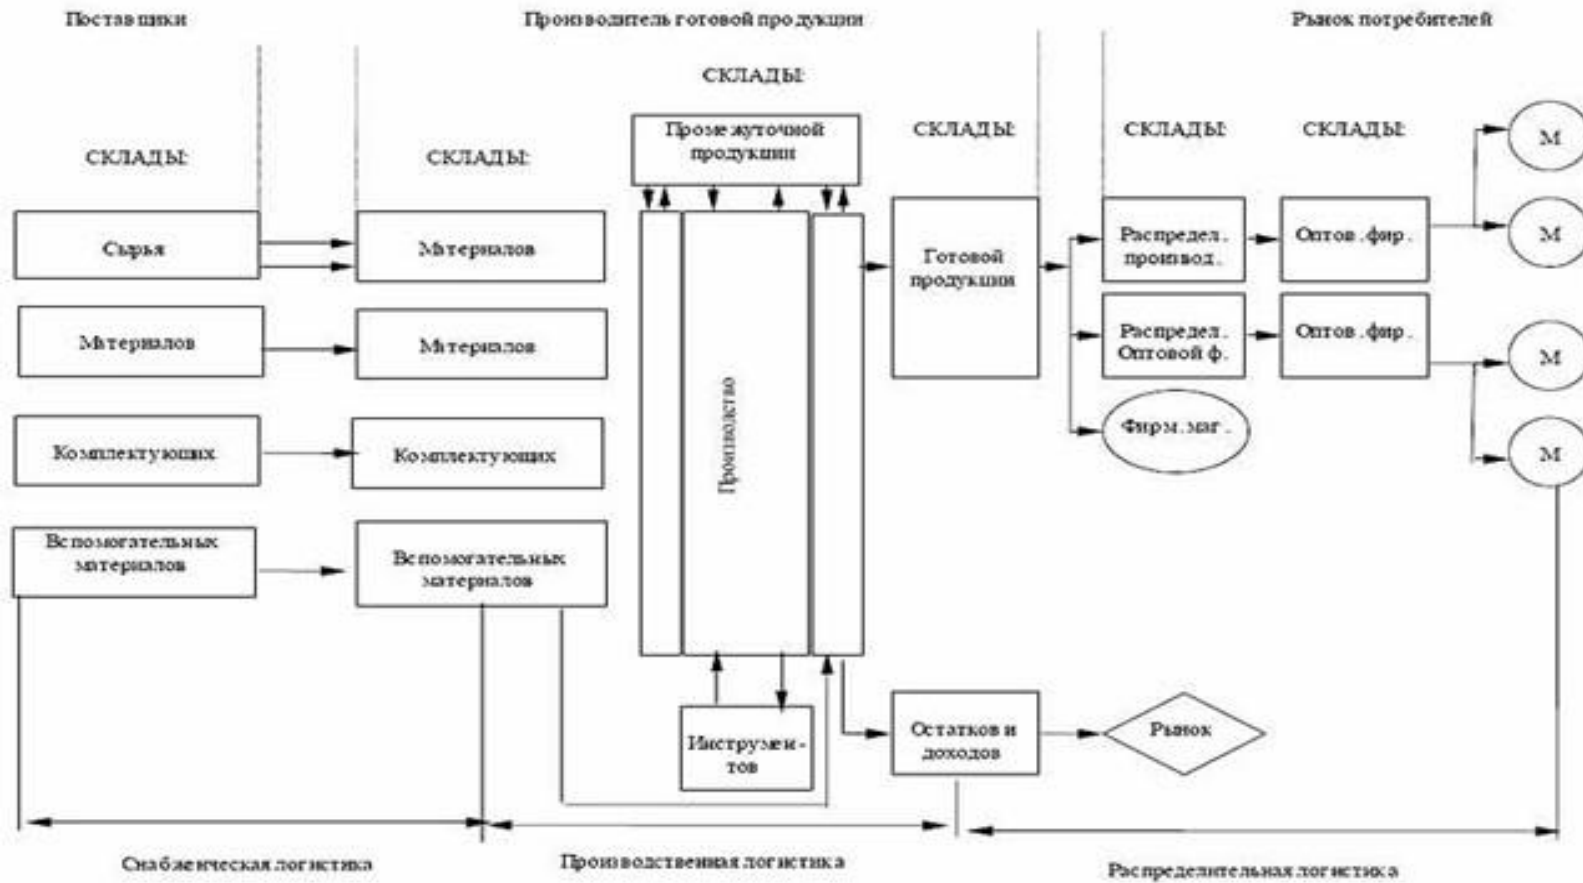 Поставщики
Производитель готовой продукции
Рынок потребителей
СКЛАДЫ:
СКЛАДЫ:
СКЛАДЫ:
СКЛАДЫ:
СКЛАДЫ:
СКЛАДЫ:
Промежуточной
продукции
М
М
М
М
Сырья
Материалов
Готовой
продукции
Распредел.
производ.
Оптов.фир.
Материалов
Материалов
Распредел.
Оптовой ф.
Оптов.фир.
Производство
Фирм.маг.
Комплектующих
Комплектующих
Вспомогательных
материалов
Вспомогательных
материалов
Инструмен-
тов
Остатков и
доходов
Рынок
Снабженческая логистика
Производственная логистика
Распределительная логистика